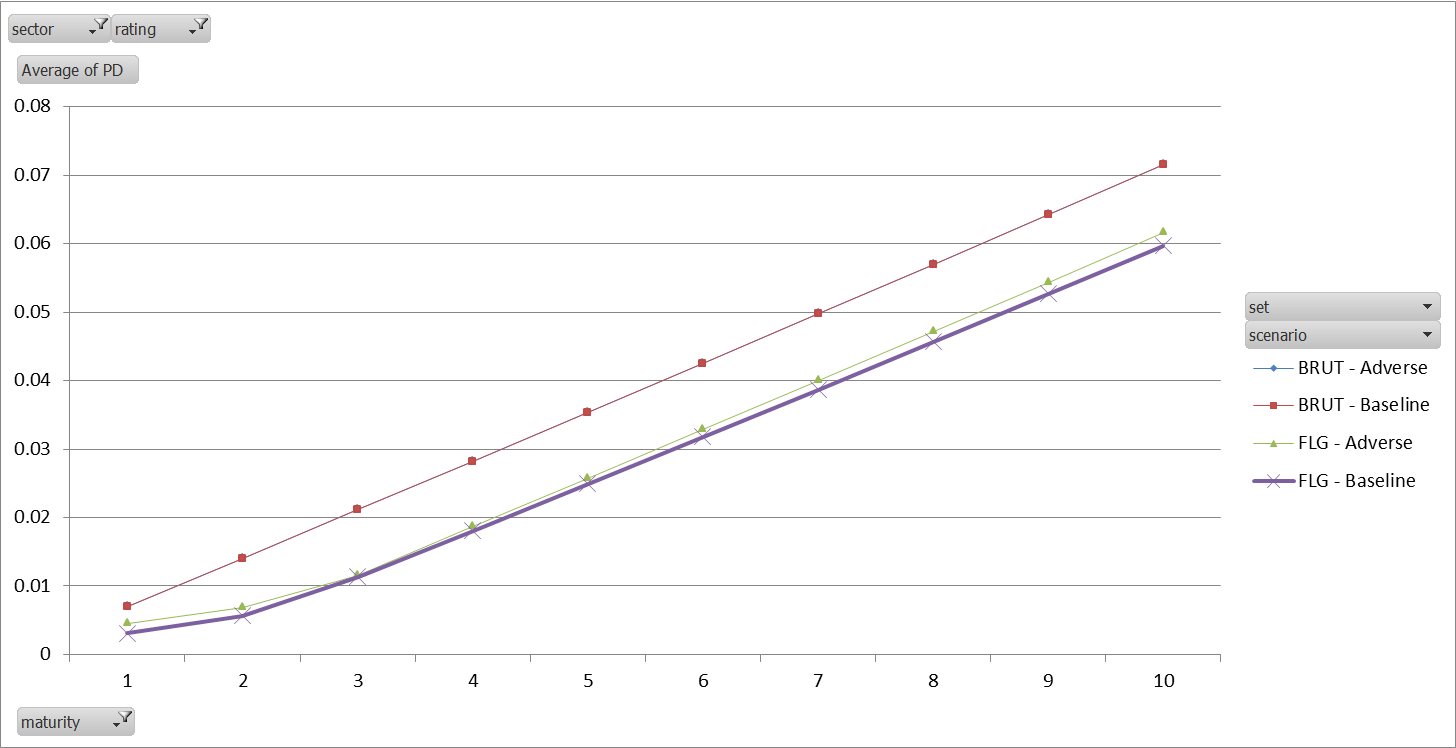 sector rating
Average of PD
0.08
0.07
0.06
0.05
0.04
0.03
0.02
0.01
0
1 2 3 4 5 6 7 8 9 10
maturity
set
scenario
BRUT - Adverse
BRUT - Baseline
FLG - Adverse
FLG - Baseline